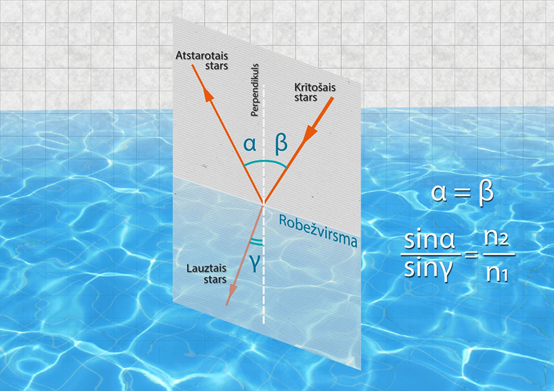 Atstarotais
stars
Perpendikuls
Krītošais
stars
α
β
Robežvirsma
γ
Lauztais
stars
α = β
sinα/sinγ = n₂/n₁